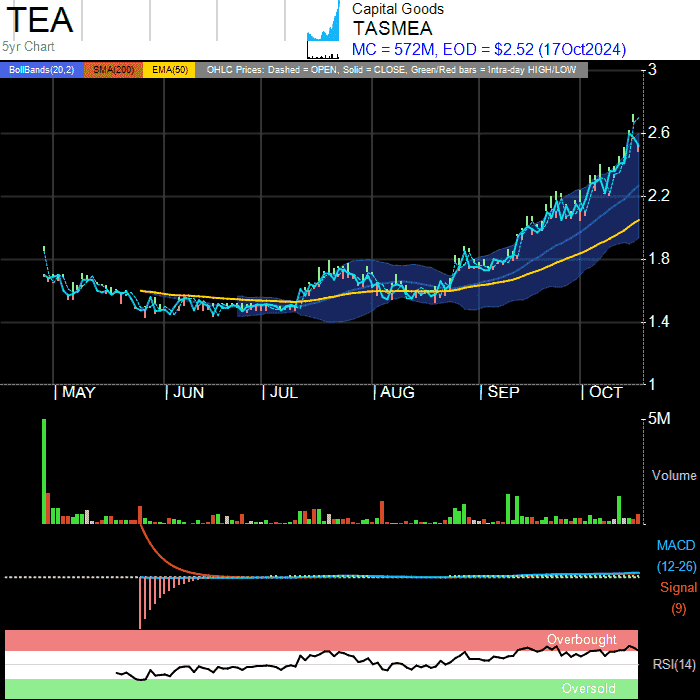 TEA
5yr Chart
Capital Goods
TASMEA
MC = 572M, EOD = $2.52 (17Oct2024)
BollBands(20,2) SMA(200) EMA(50) OHLC Prices: Dashed = OPEN, Solid = CLOSE, Green/Red bars = Intra-day HIGH/LOW
3
2.6
2.2
1.8
1.4
1
MAY JUN JUL AUG SEP OCT
5M
Volume
MACD
(12-26)
Signal
(9)
Overbought
RSI(14)
Oversold